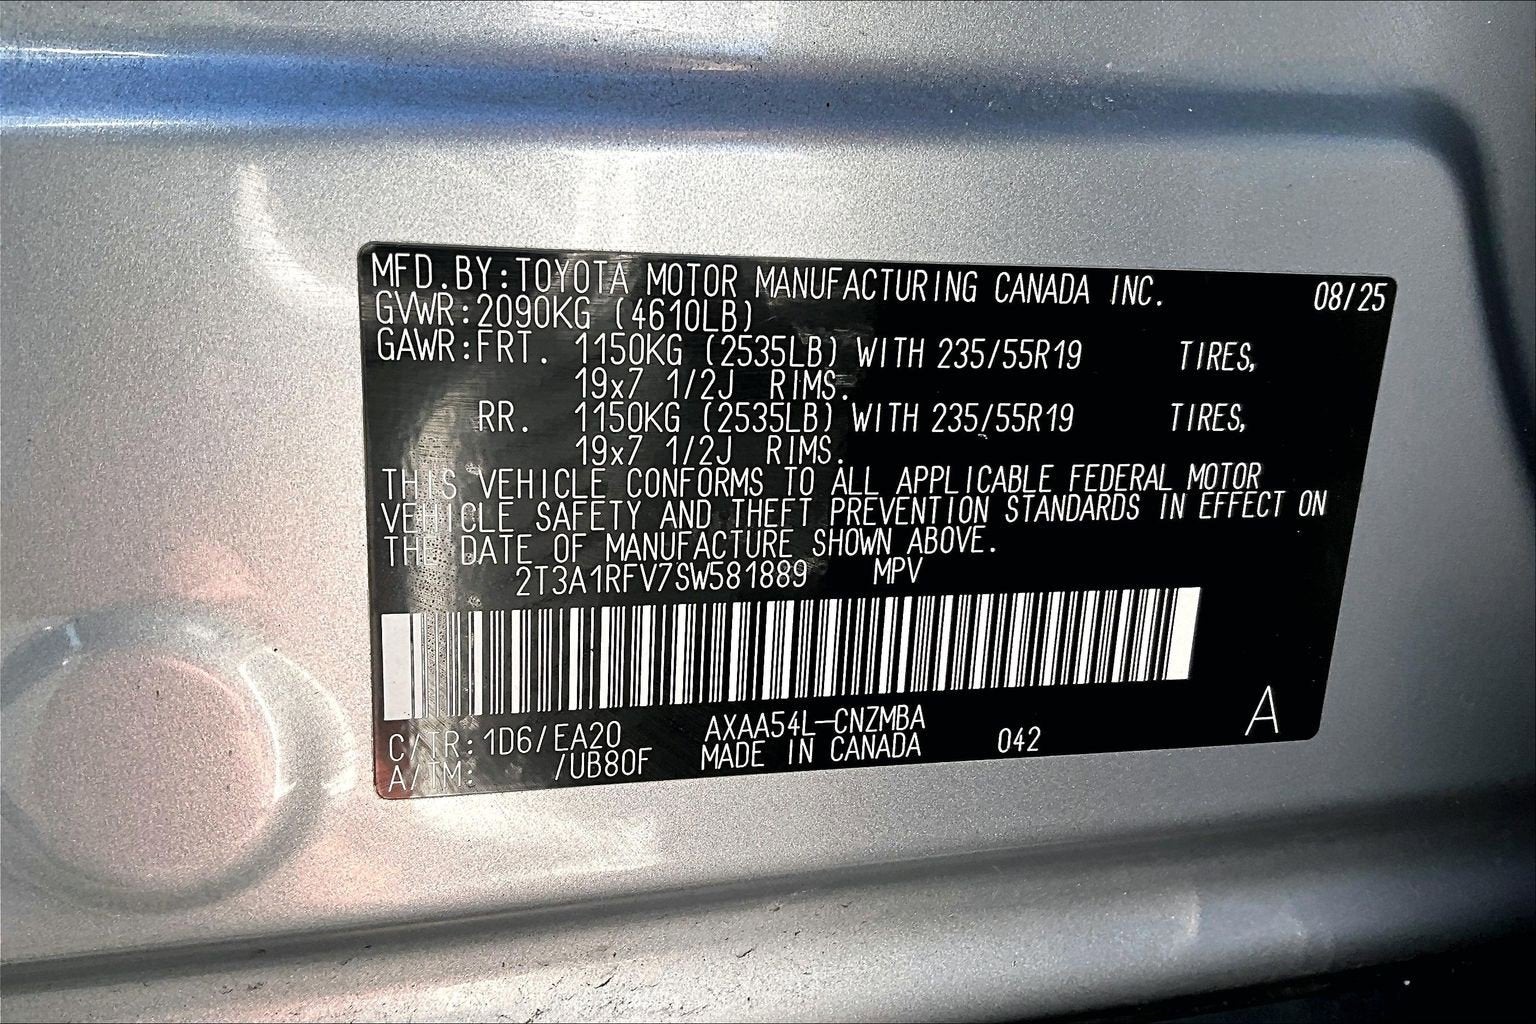 MFD.BY:TOYOTA MOTOR MANUFACTURING CANADA INC. 08/25
GVWR:2090KG (4610LB)
GAWR:FRT. 1150KG (2535LB) WITH 235/55R19 TIRES,
19x7 1/2J RIMS.
RR. 1150KG (2535LB) WITH 235/55R19 TIRES,
19x7 1/2J RIMS.
THIS VEHICLE CONFORMS TO ALL APPLICABLE FEDERAL MOTOR
VEHICLE SAFETY AND THEFT PREVENTION STANDARDS IN EFFECT ON
THE DATE OF MANUFACTURE SHOWN ABOVE.
2T3A1RFV7SW581889 MPV
C/TR: 1D6/EA20 AXAA54L-CNZMBA A
A/TM: /UB80F MADE IN CANADA 042